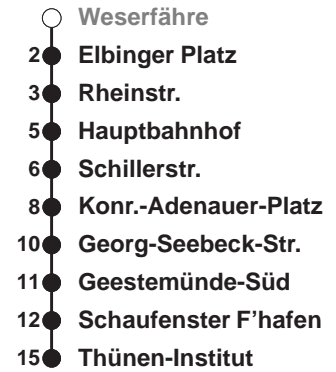 Weserfähre
2 Elbinger Platz
3 Rheinstr.
5 Hauptbahnhof
6 Schillerstr.
8 Konr.-Adenauer-Platz
10 Georg-Seebeck-Str.
11 Geestemünde-Süd
12 Schaufenster F'hafen
15 Thünen-Institut